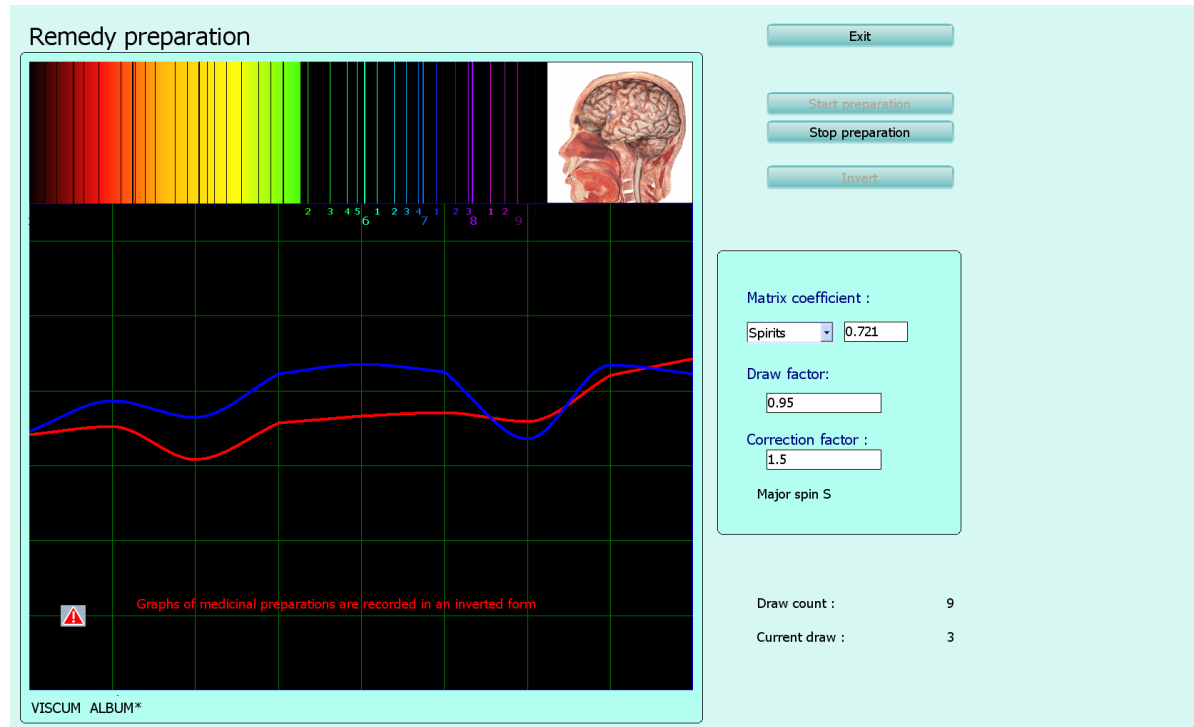 Remedy preparation
Exit
Start preparation
Stop preparation
Invert
2 3 4 5 1 2 3 4 1 2 3 1 2
6 7 8 9
Matrix coefficient :
Spirits 0.721
Draw factor:
0.95
Correction factor :
1.5
Major spin S
Graphs of medicinal preparations are recorded in an inverted form
Draw count : 9
Current draw : 3
VISCUM ALBUM*